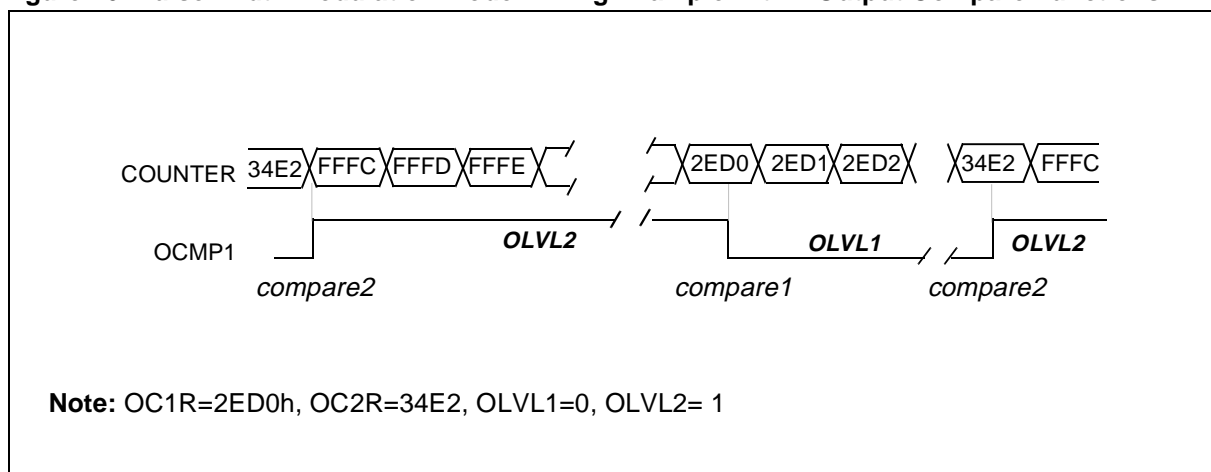 COUNTER 34E2 FFFC FFFD FFFE 2ED0 2ED1 2ED2 34E2 FFFC
OCMP1 OLVL2 OLVL1 OLVL2
compare2 compare1 compare2
Note: OC1R=2ED0h, OC2R=34E2, OLVL1=0, OLVL2= 1